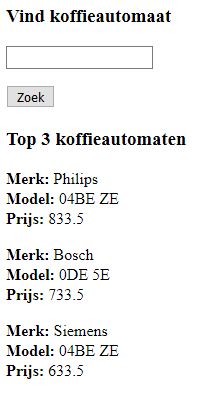 Vind koffieautomaat
Zoek
Top 3 koffieautomaten
Merk: Philips
Model: 04BE ZE
Prijs: 833.5
Merk: Bosch
Model: 0DE 5E
Prijs: 733.5
Merk: Siemens
Model: 04BE ZE
Prijs: 633.5